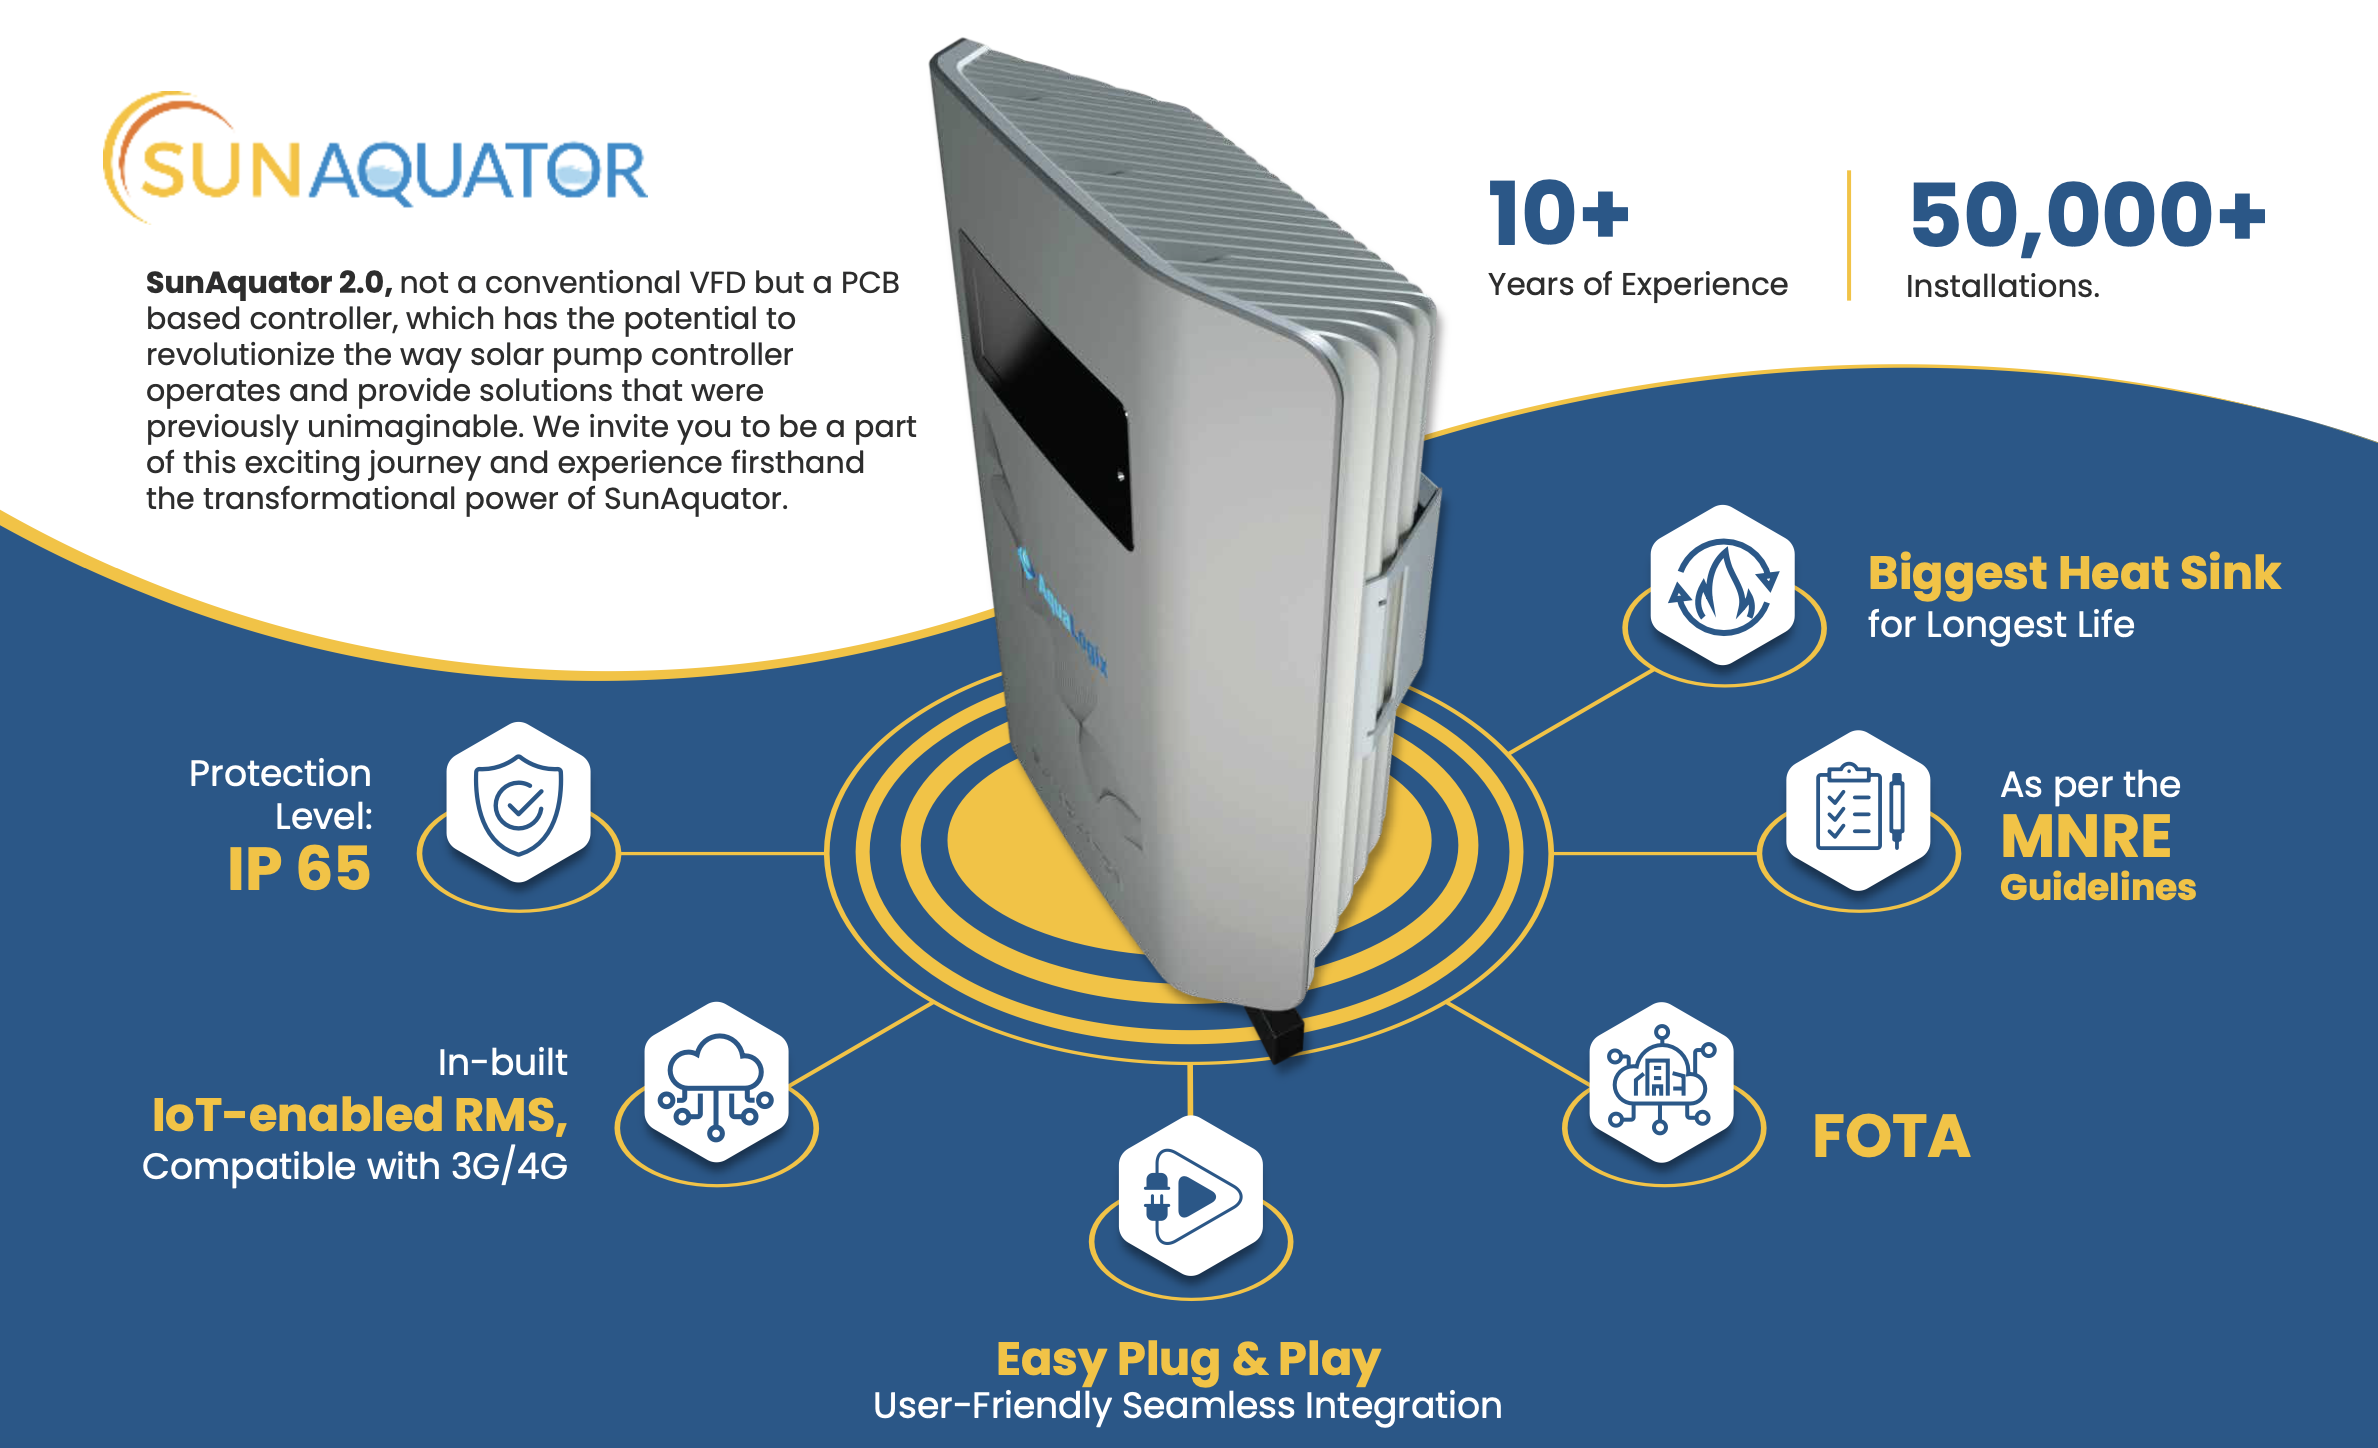 SUNAQUATOR
SunAquator 2.0, not a conventional VFD but a PCB
based controller, which has the potential to
revolutionize the way solar pump controller
operates and provide solutions that were
previously unimaginable. We invite you to be a part
of this exciting journey and experience firsthand
the transformational power of SunAquator.
10+
Years of Experience
50,000+
Installations.
AquaLogix
Biggest Heat Sink
for Longest Life
Protection
Level:
IP 65
As per the
MNRE
Guidelines
In-built
IoT-enabled RMS,
Compatible with 3G/4G
FOTA
Easy Plug & Play
User-Friendly Seamless Integration